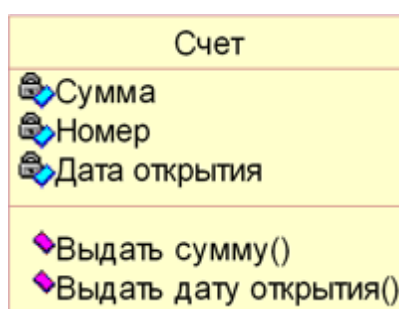 Счет
Сумма
Номер
Дата открытия
Выдать сумму()
Выдать дату открытия()